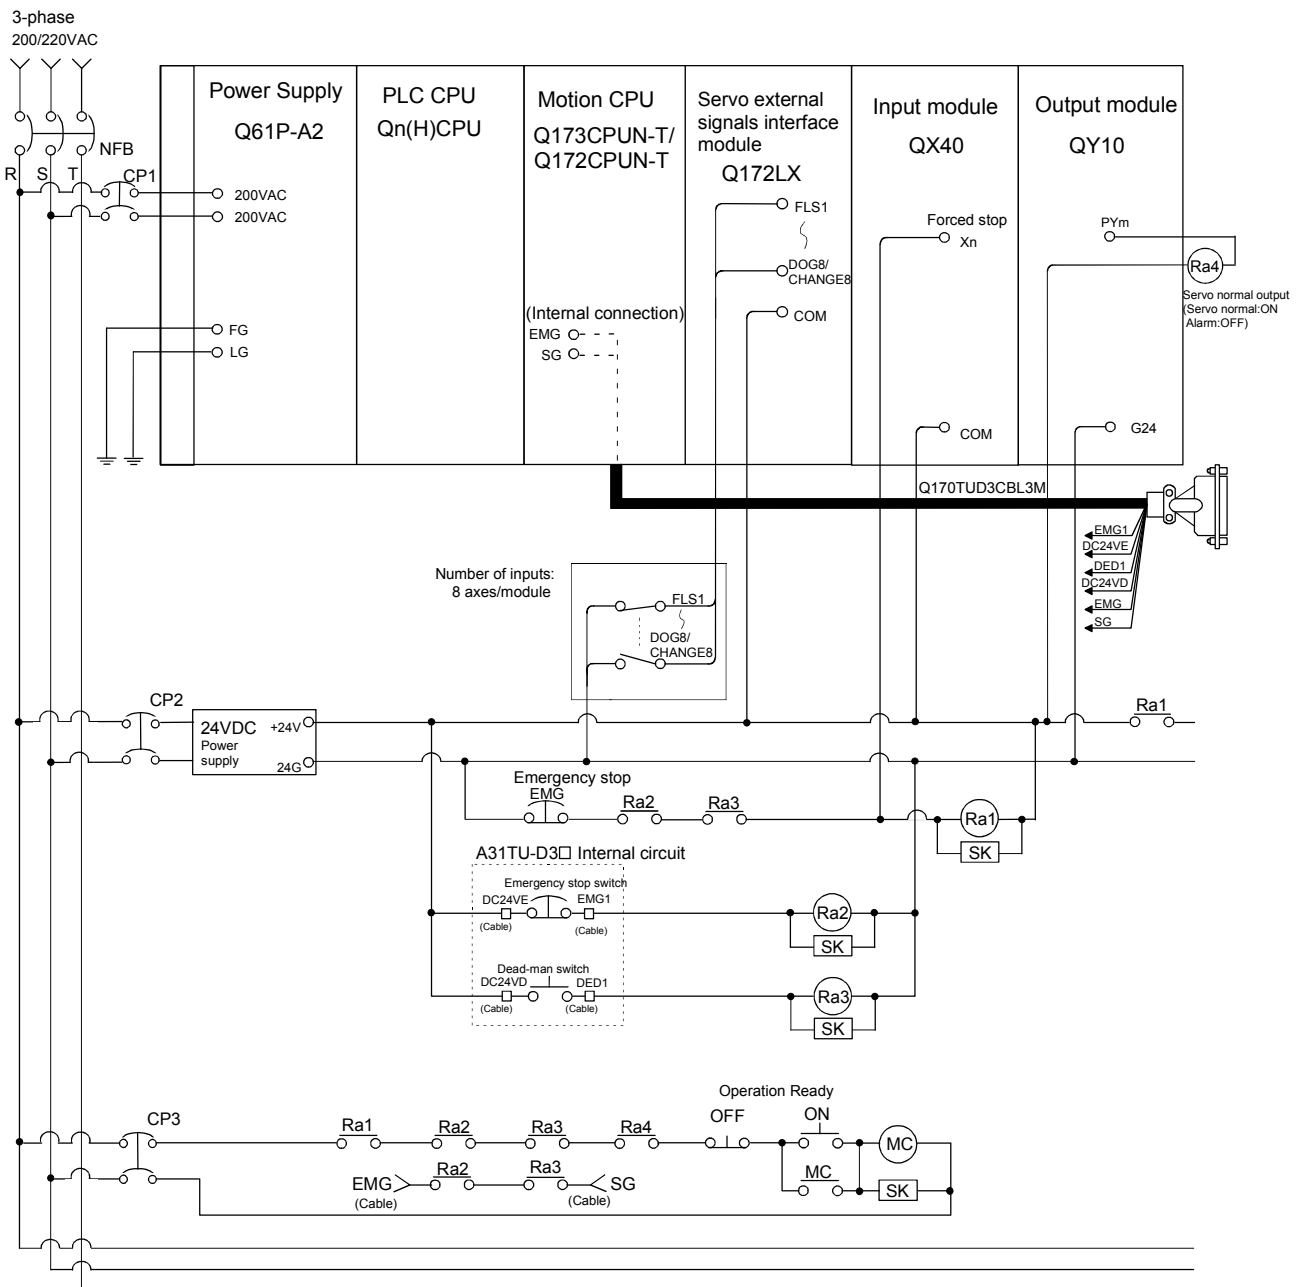 3-phase
200/220VAC
NFB
R
S
T
CP1
Power Supply
Q61P-A2
200VAC
200VAC
FG
LG
PLC CPU
Qn(H)CPU
Motion CPU
Q173CPUN-T/
Q172CPUN-T
(Internal connection)
EMG
SG
Servo external
signals interface
module
Q172LX
FLS1
DOG8/
CHANGE8
COM
Input module
QX40
Forced stop
Xn
COM
Output module
QY10
PYm
G24
Ra4
Servo normal output
(Servo normal:ON
Alarm:OFF)
Q170TUD3CBL3M
EMG1
DC24VE
DED1
DC24VD
EMG
SG
Number of inputs:
8 axes/module
FLS1
DOG8/
CHANGE8
CP2
24VDC
Power
supply
+24V
24G
Ra1
Emergency stop
EMG
Ra2
Ra3
Ra1
SK
A31TU-D3□ Internal circuit
Emergency stop switch
DC24VE
EMG1
(Cable)
(Cable)
Ra2
SK
Dead-man switch
DC24VD
DED1
(Cable)
(Cable)
Ra3
SK
CP3
Operation Ready
Ra1
Ra2
Ra3
Ra4
OFF
ON
MC
EMG
(Cable)
Ra2
Ra3
SG
(Cable)
MC
SK